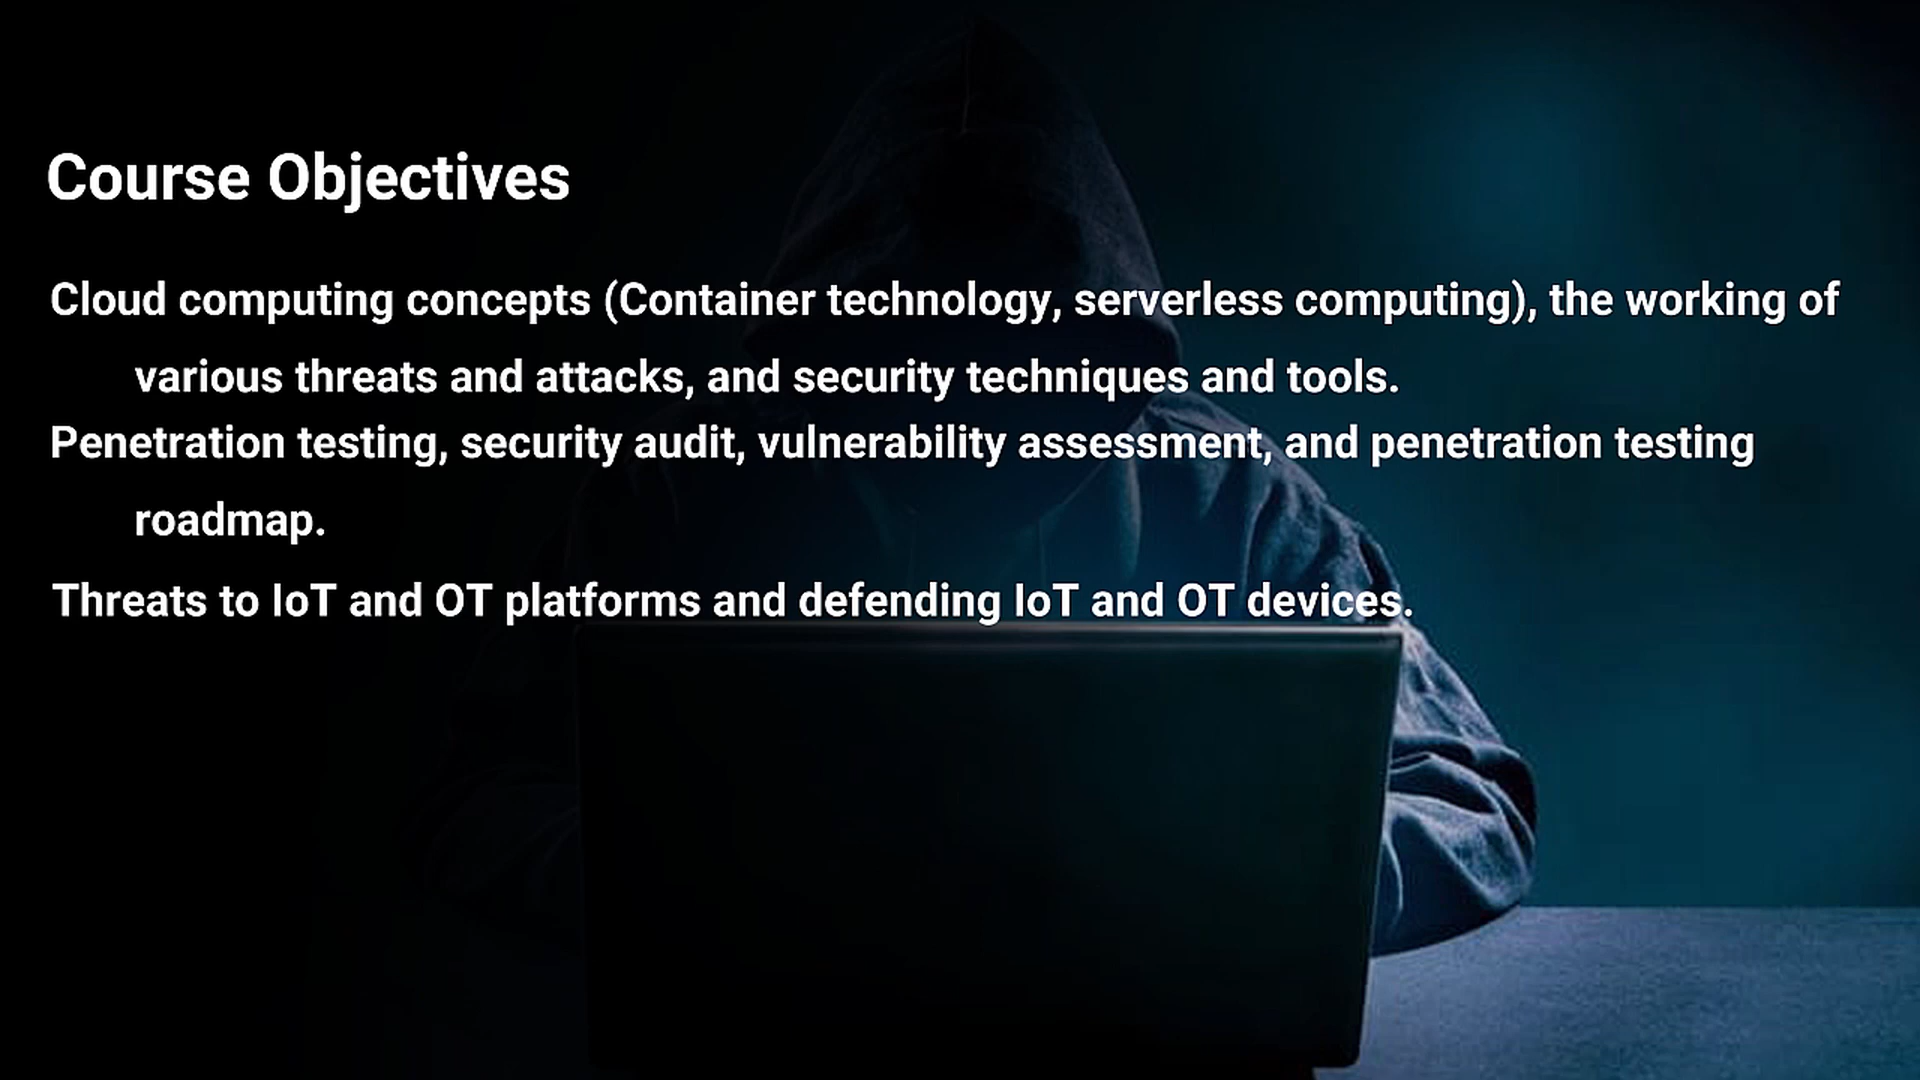 Course Objectives
Cloud computing concepts (Container technology, serverless computing), the working of
various threats and attacks, and security techniques and tools.
Penetration testing, security audit, vulnerability assessment, and penetration testing
roadmap.
Threats to IoT and OT platforms and defending IoT and OT devices.